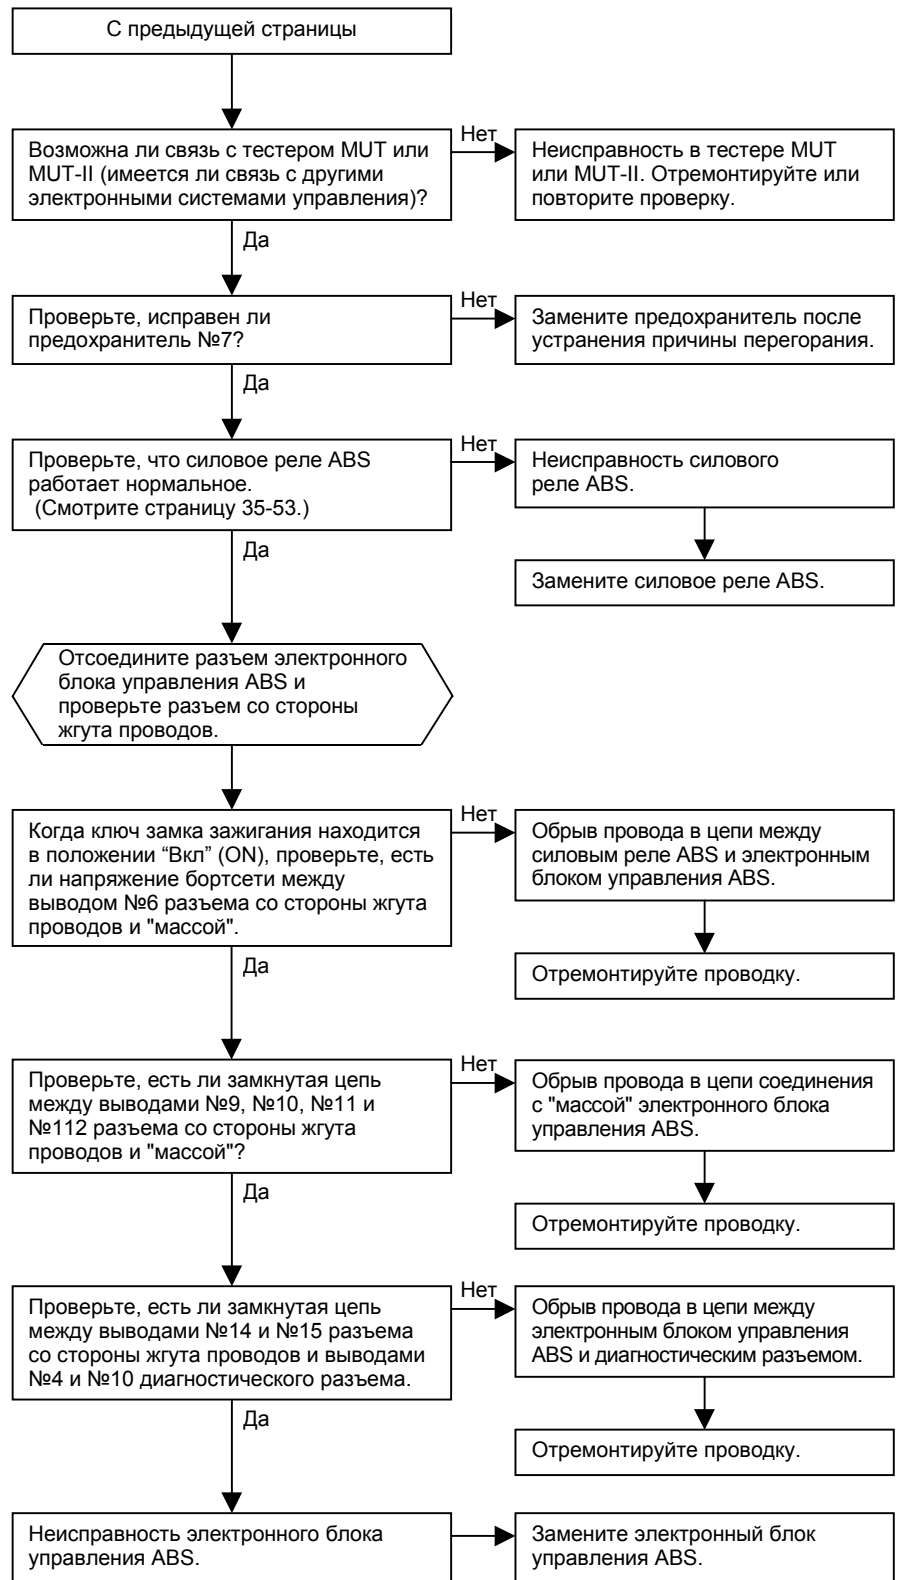 С предыдущей страницы
Возможна ли связь с тестером MUT или
MUT-II (имеется ли связь с другими
электронными системами управления)?
Нет
Неисправность в тестере MUT
или MUT-II. Отремонтируйте или
повторите проверку.
Да
Проверьте, исправен ли
предохранитель №7?
Нет
Замените предохранитель после
устранения причины перегорания.
Да
Проверьте, что силовое реле ABS
работает нормальное.
(Смотрите страницу 35-53.)
Нет
Неисправность силового
реле ABS.
Замените силовое реле ABS.
Да
Отсоедините разъем электронного
блока управления ABS и
проверьте разъем со стороны
жгута проводов.
Когда ключ замка зажигания находится
в положении “Вкл” (ON), проверьте, есть
ли напряжение бортсети между
выводом №6 разъема со стороны жгута
проводов и "массой".
Нет
Обрыв провода в цепи между
силовым реле ABS и электронным
блоком управления ABS.
Отремонтируйте проводку.
Да
Проверьте, есть ли замкнутая цепь
между выводами №9, №10, №11 и
№112 разъема со стороны жгута
проводов и "массой"?
Нет
Обрыв провода в цепи соединения
с "массой" электронного блока
управления ABS.
Отремонтируйте проводку.
Да
Проверьте, есть ли замкнутая цепь
между выводами №14 и №15 разъема
со стороны жгута проводов и выводами
№4 и №10 диагностического разъема.
Нет
Обрыв провода в цепи между
электронным блоком управления
ABS и диагностическим разъемом.
Отремонтируйте проводку.
Да
Неисправность электронного блока
управления ABS.
Замените электронный блок
управления ABS.